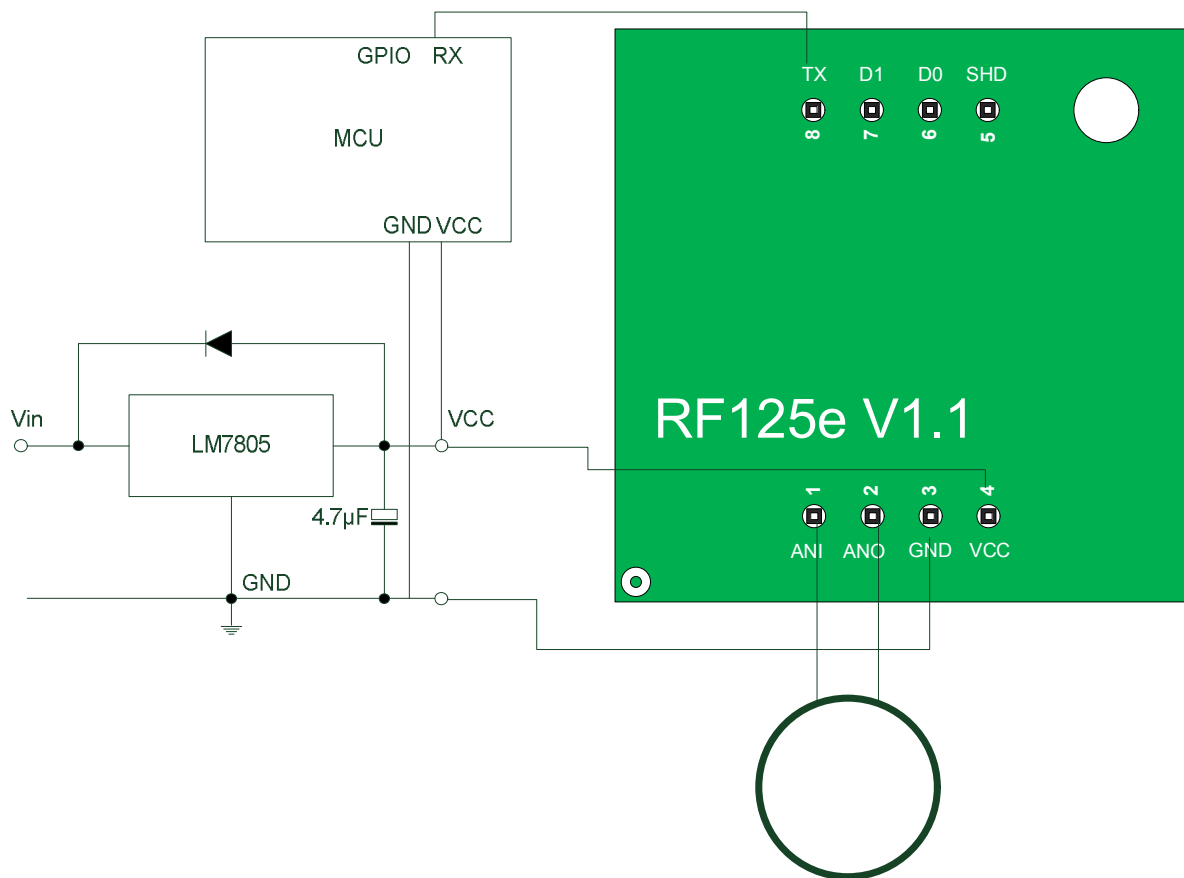 GPIO RX
MCU
GND VCC
Vin
LM7805
VCC
4.7µF
GND
TX D1 D0 SHD
8 7 6 5
RF125e V1.1
1 2 3 4
ANI ANO GND VCC